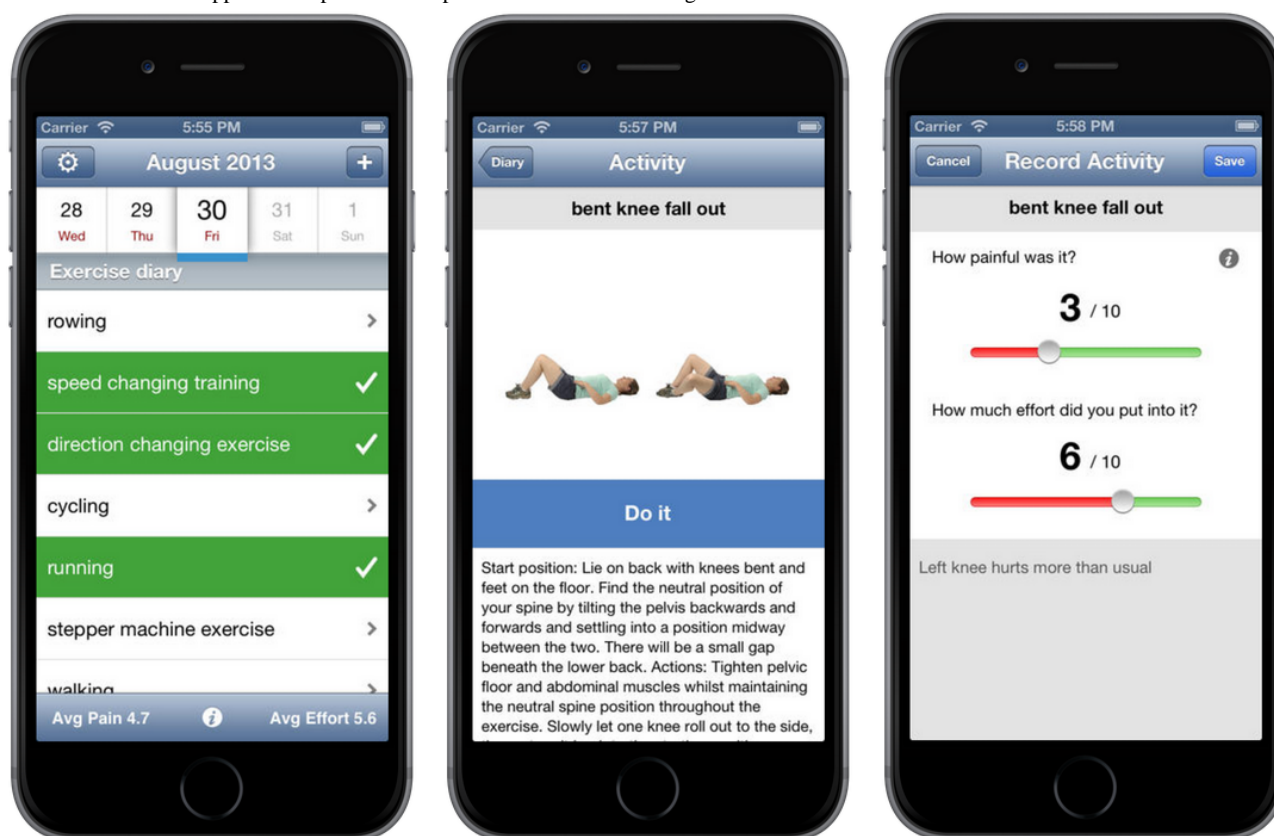 Carrier 5:55 PM
August 2013 +
28 29 30 31 1
Wed Thu Fri Sat Sun
Exercise diary
rowing
speed changing training
direction changing exercise
cycling
running
stepper machine exercise
walking
Avg Pain 4.7 i Avg Effort 5.6
Carrier 5:57 PM
Diary Activity
bent knee fall out
Do it
Start position: Lie on back with knees bent and
feet on the floor. Find the neutral position of
your spine by tilting the pelvis backwards and
forwards and settling into a position midway
between the two. There will be a small gap
beneath the lower back. Actions: Tighten pelvic
floor and abdominal muscles whilst maintaining
the neutral spine position throughout the
exercise. Slowly let one knee roll out to the side,
Carrier 5:58 PM
Cancel Record Activity Save
bent knee fall out
How painful was it? i
3 / 10
How much effort did you put into it?
6 / 10
Left knee hurts more than usual